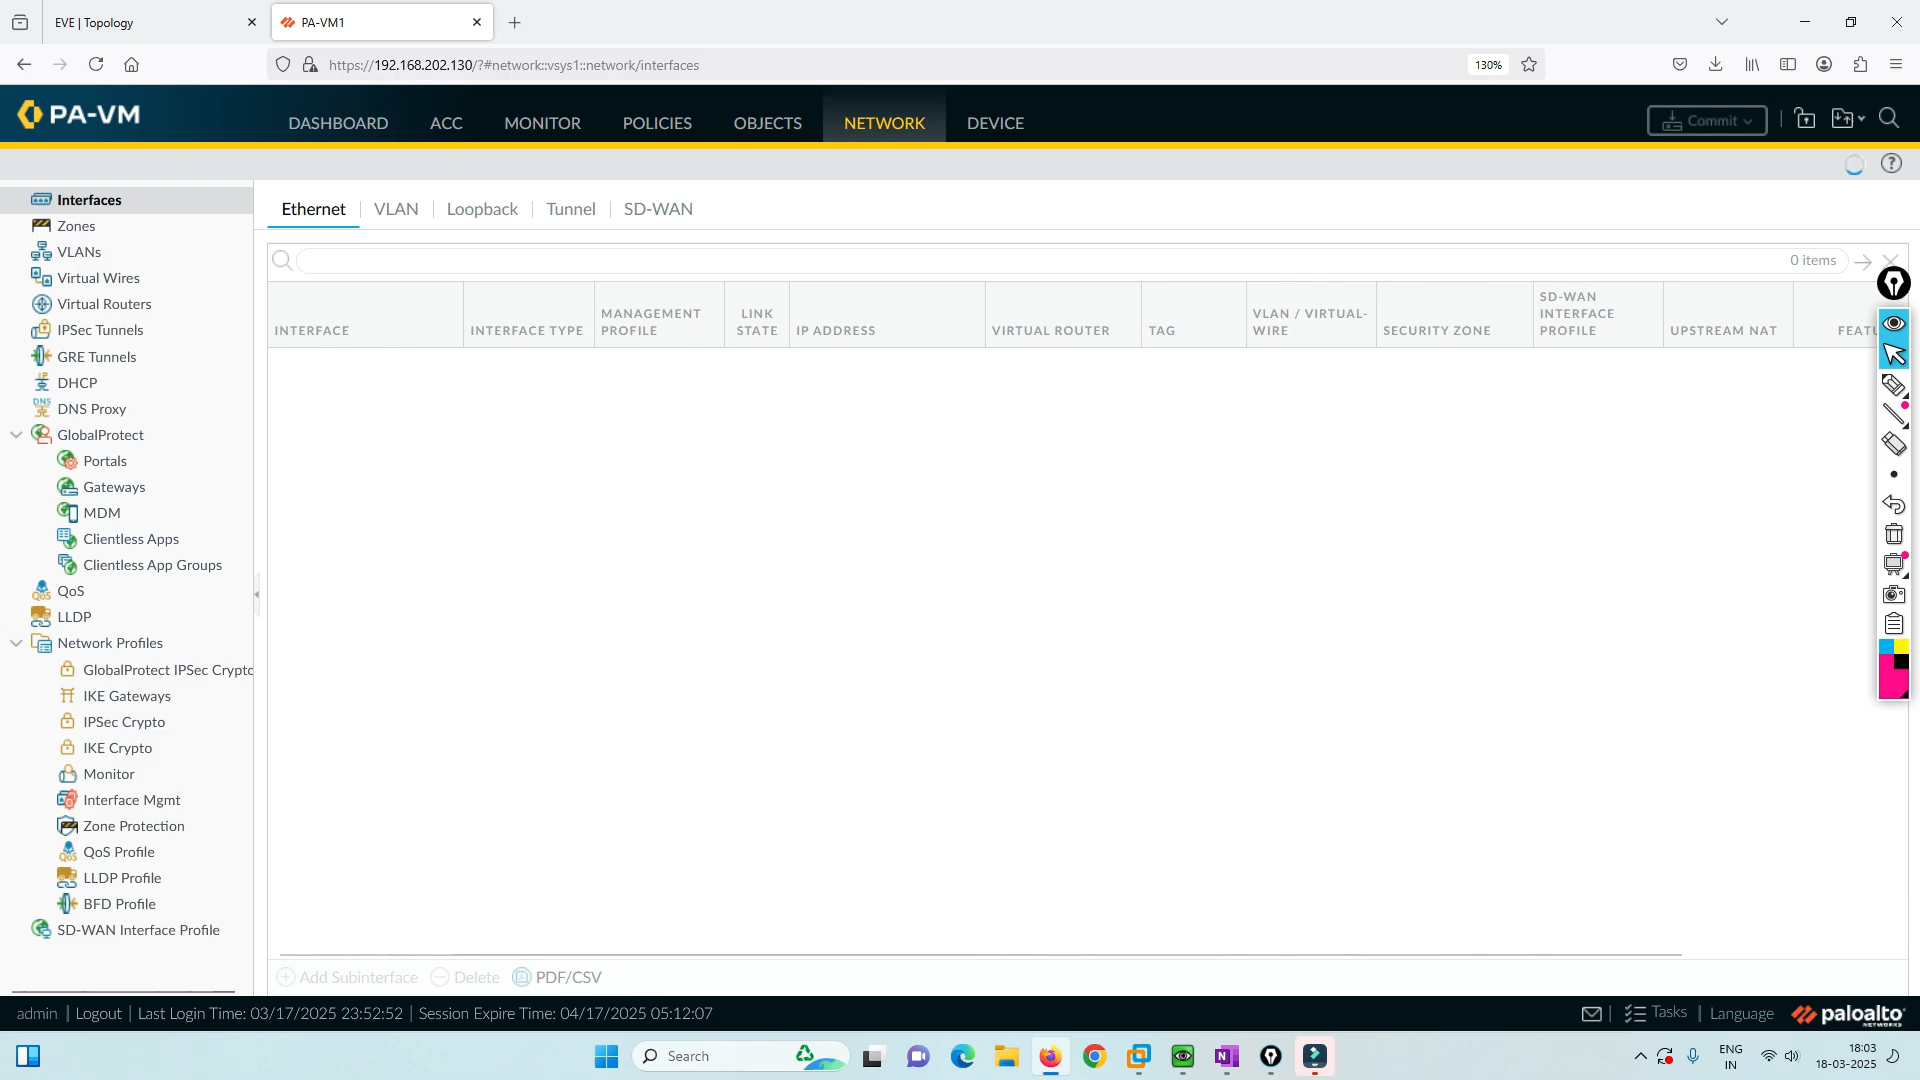 EVE | Topology
PA-VM1
https://192.168.202.130/?#network::vsys1::network/interfaces
130%
PA-VM
DASHBOARD
ACC
MONITOR
POLICIES
OBJECTS
NETWORK
DEVICE
Commit
Interfaces
Zones
VLANs
Virtual Wires
Virtual Routers
IPSec Tunnels
GRE Tunnels
DHCP
DNS Proxy
GlobalProtect
Portals
Gateways
MDM
Clientless Apps
Clientless App Groups
QoS
LLDP
Network Profiles
GlobalProtect IPSec Crypto
IKE Gateways
IPSec Crypto
IKE Crypto
Monitor
Interface Mgmt
Zone Protection
QoS Profile
LLDP Profile
BFD Profile
SD-WAN Interface Profile
Ethernet
VLAN
Loopback
Tunnel
SD-WAN
0 items
INTERFACE
INTERFACE TYPE
MANAGEMENT PROFILE
LINK STATE
IP ADDRESS
VIRTUAL ROUTER
TAG
VLAN / VIRTUAL-WIRE
SECURITY ZONE
SD-WAN INTERFACE PROFILE
UPSTREAM NAT
FEATU
Add Subinterface
Delete
PDF/CSV
admin | Logout | Last Login Time: 03/17/2025 23:52:52 | Session Expire Time: 04/17/2025 05:12:07
Tasks | Language
paloalto
NETWORKS
Search
ENG
IN
18:03
18-03-2025